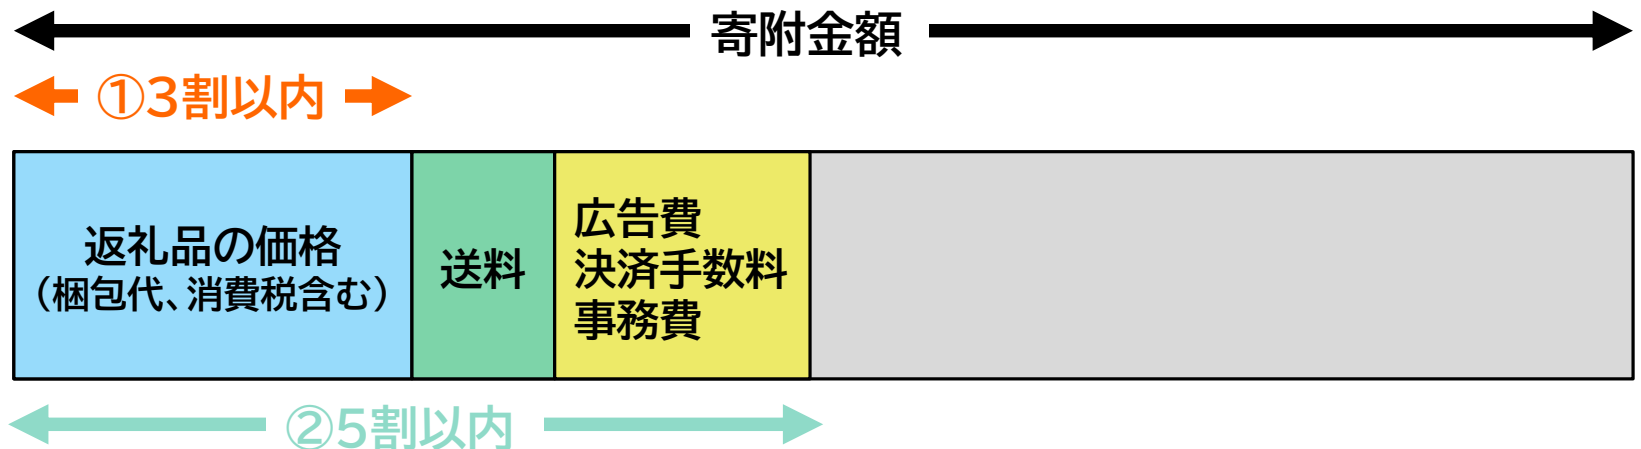 寄附金額
①3割以内
返礼品の価格
（梱包代、消費税含む）
送料
広告費
決済手数料
事務費
②5割以内